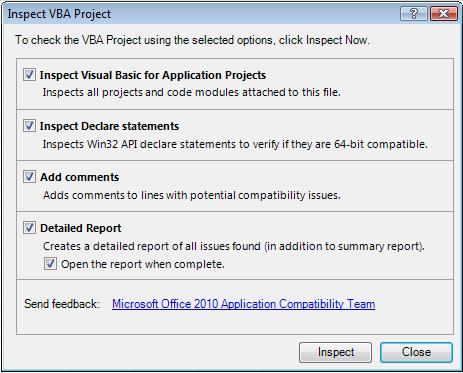 Inspect VBA Project
To check the VBA Project using the selected options, click Inspect Now.
Inspect Visual Basic for Application Projects
Inspects all projects and code modules attached to this file.
Inspect Declare statements
Inspects Win32 API declare statements to verify if they are 64-bit compatible.
Add comments
Adds comments to lines with potential compatibility issues.
Detailed Report
Creates a detailed report of all issues found (in addition to summary report).
Open the report when complete.
Send feedback: Microsoft Office 2010 Application Compatibility Team
Inspect Close